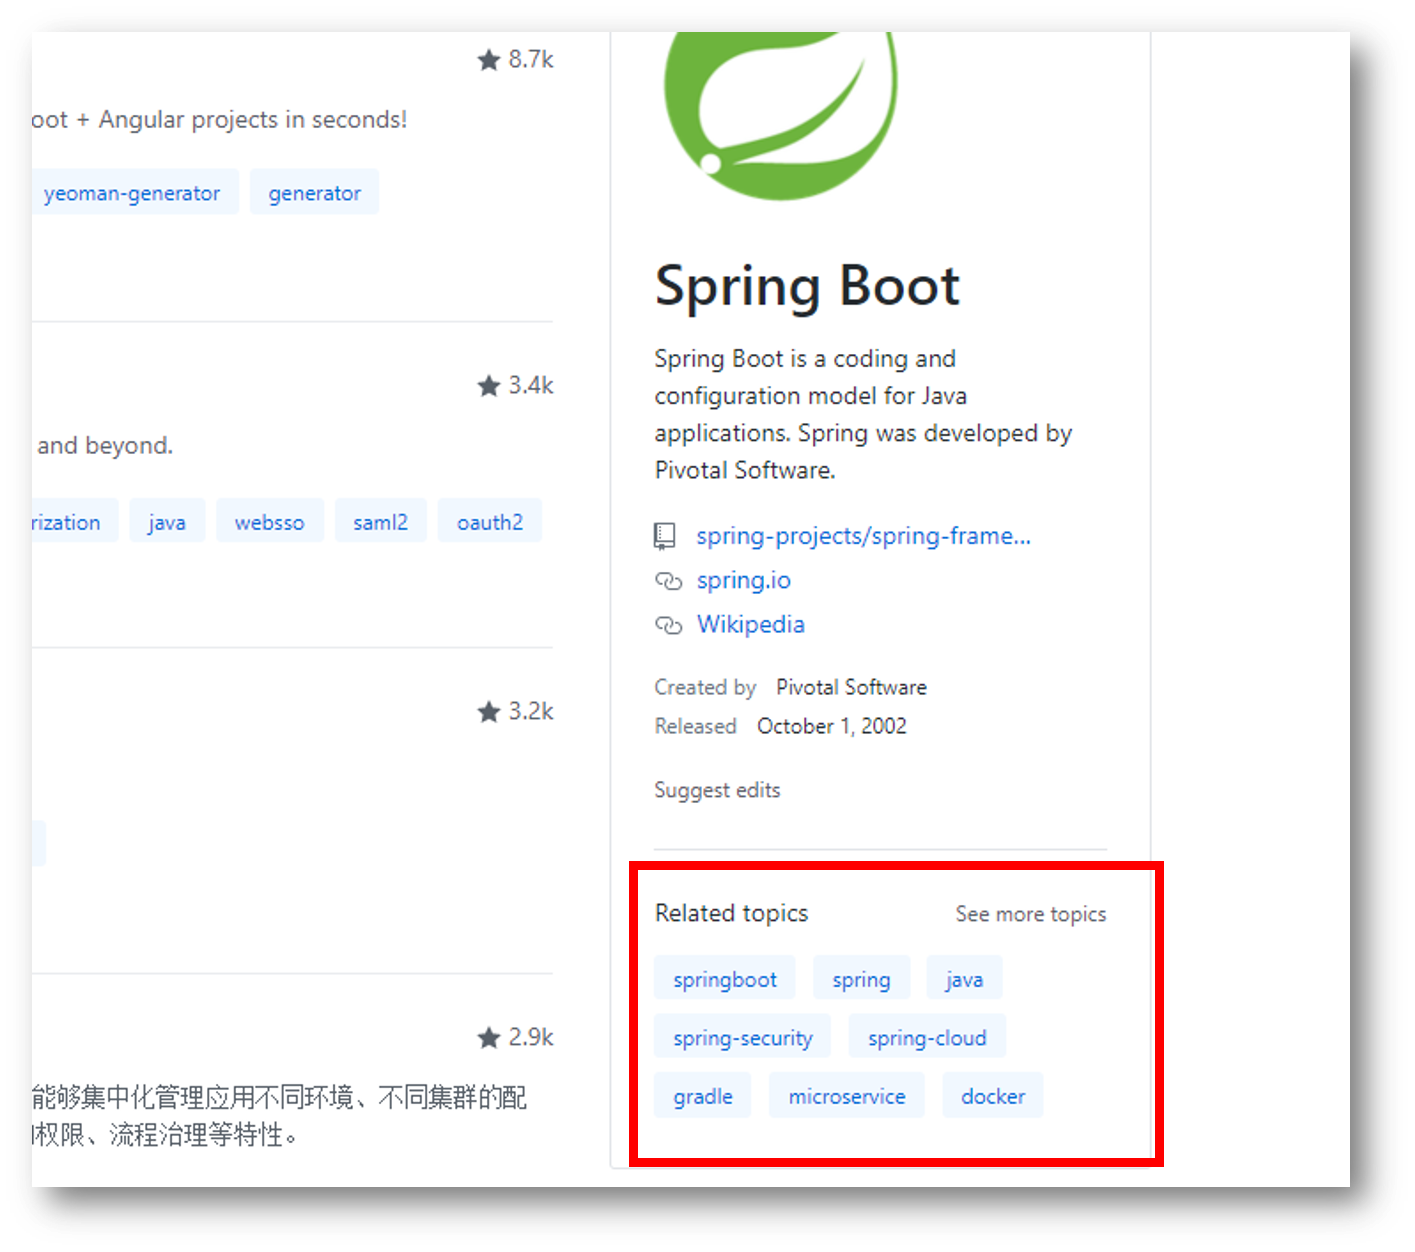 8.7k
oot + Angular projects in seconds!
yeoman-generator generator
3.4k
and beyond.
rization java websso saml2 oauth2
3.2k
2.9k
能够集中化管理应用不同环境、不同集群的配
权限、流程治理等特性。
Spring Boot
Spring Boot is a coding and
configuration model for Java
applications. Spring was developed by
Pivotal Software.
spring-projects/spring-frame...
spring.io
Wikipedia
Created by Pivotal Software
Released October 1, 2002
Suggest edits
Related topics See more topics
springboot spring java
spring-security spring-cloud
gradle microservice docker